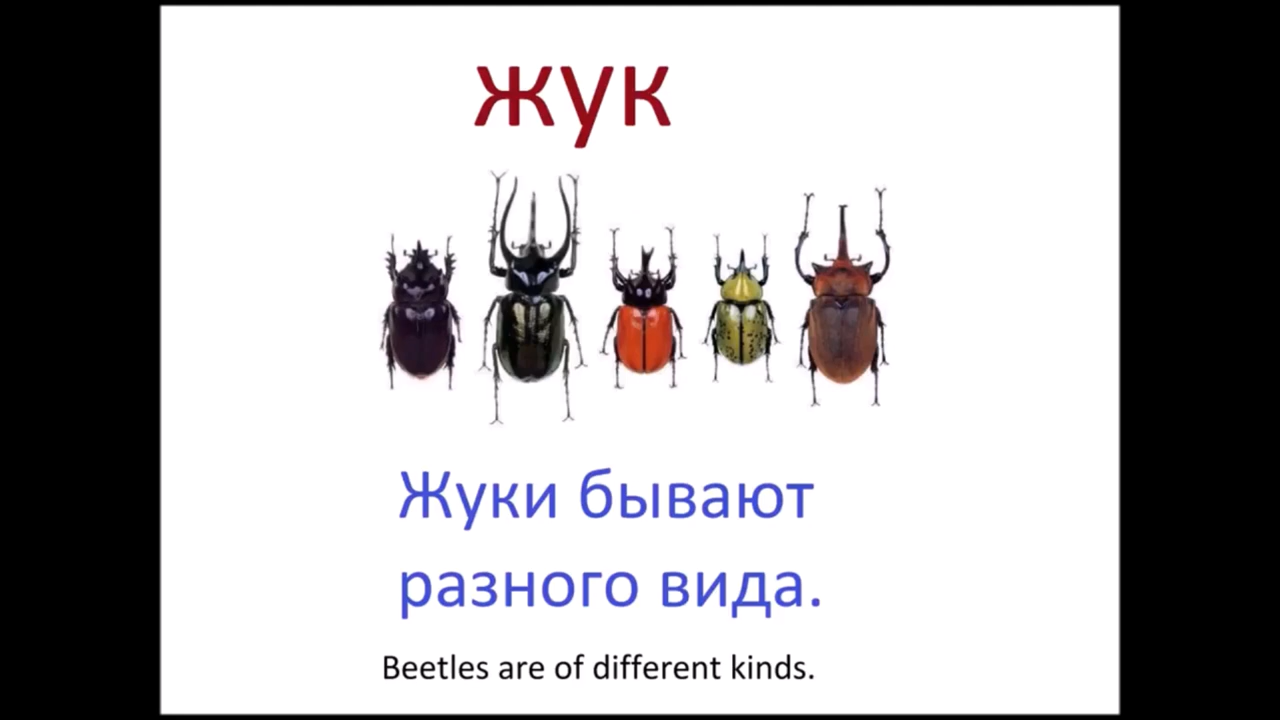 жук
Жуки бывают
разного вида.
Beetles are of different kinds.